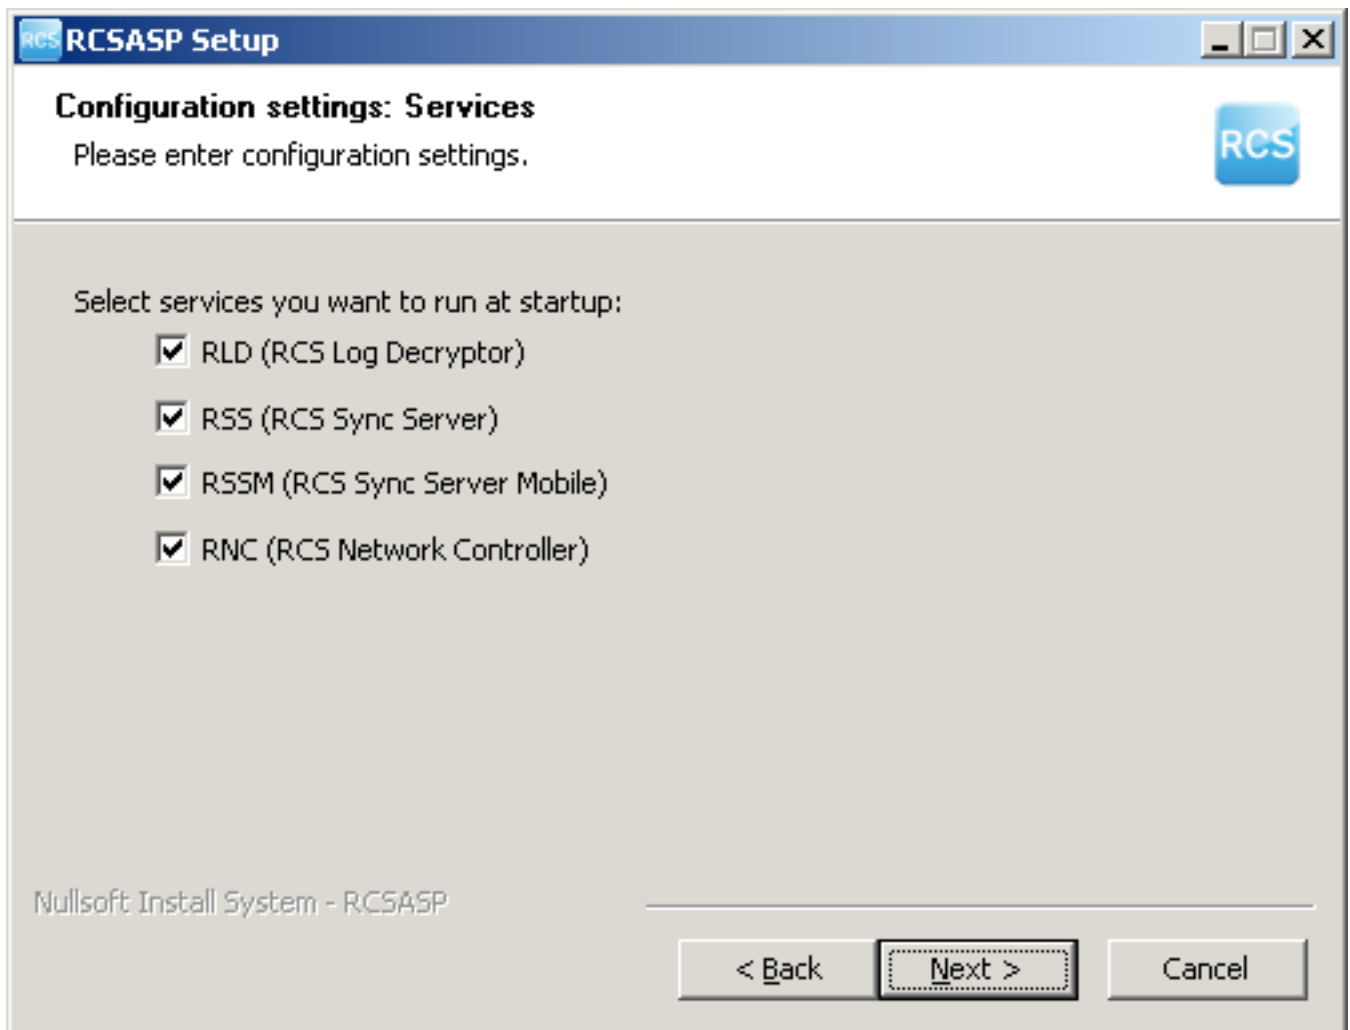 RCS RCSASP Setup
Configuration settings: Services
Please enter configuration settings.
RCS
Select services you want to run at startup:
RLD (RCS Log Decryptor)
RSS (RCS Sync Server)
RSSM (RCS Sync Server Mobile)
RNC (RCS Network Controller)
Nullsoft Install System - RCSASP
< Back Next > Cancel